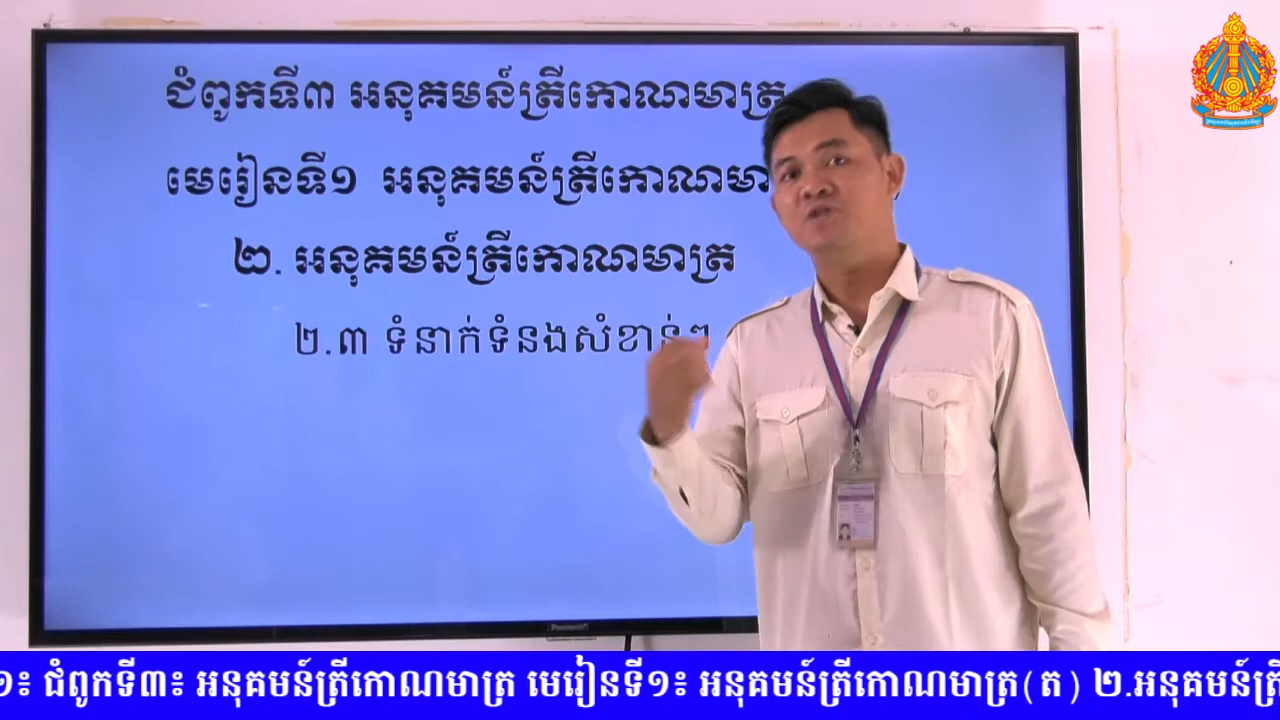 ជំពូកទី៣ អនុគមន៍ត្រីកោណមាត្រ
មេរៀនទី១ អនុគមន៍ត្រីកោណមា
២. អនុគមន៍ត្រីកោណមាត្រ
២.៣ ទំនាក់ទំនងសំខាន់ៗ
Panasonic
១៖ ជំពូកទី៣៖ អនុគមន៍ត្រីកោណមាត្រ មេរៀនទី១៖ អនុគមន៍ត្រីកោណមាត្រ(ត) ២.អនុគមន៍ត្រី